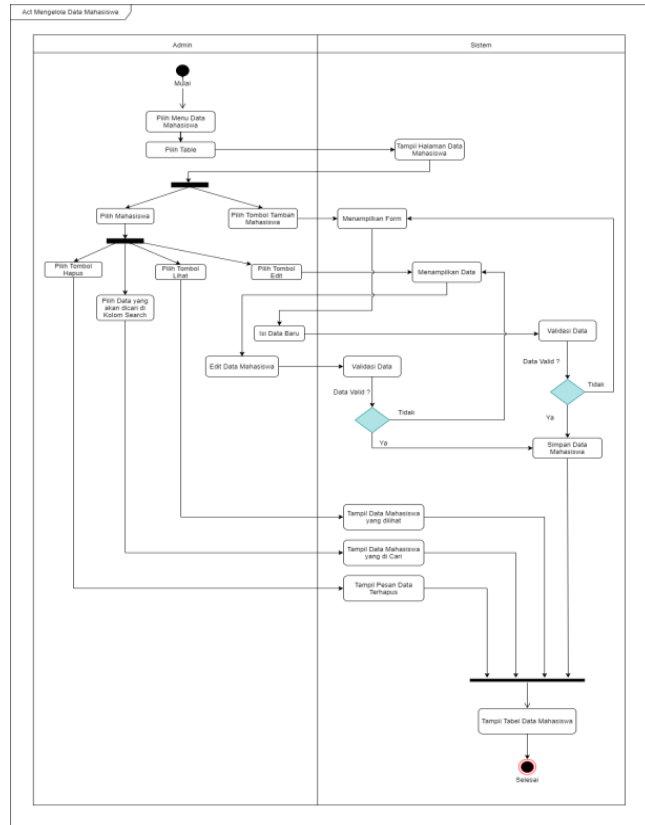 Act Mengelola Data Mahasiswa
Admin
Sistem
Mulai
Pilih Menu Data
Mahasiswa
Pilih Table
Tampil Halaman Data
Mahasiswa
Pilih Mahasiswa
Pilih Tombol Tambah
Mahasiswa
Menampilkan Form
Pilih Tombol
Hapus
Pilih Tombol
Lihat
Pilih Tombol
Edit
Menampilkan Data
Pilih Data yang
akan dicari di
Kolom Search
Isi Data Baru
Validasi Data
Edit Data Mahasiswa
Validasi Data
Data Valid ?
Tidak
Ya
Data Valid ?
Tidak
Ya
Simpan Data
Mahasiswa
Tampil Data Mahasiswa
yang dilihat
Tampil Data Mahasiswa
yang di Cari
Tampil Pesan Data
Terhapus
Tampil Tabel Data Mahasiswa
Selesai